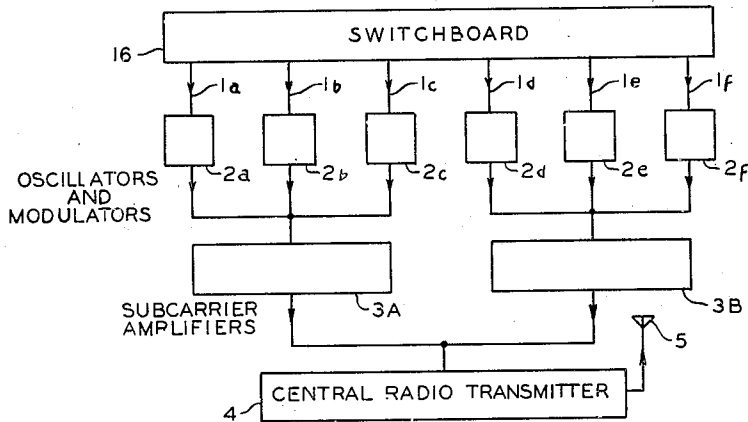 SWITCHBOARD
16
1a
1b
1c
1d
1e
1f
2a
2b
2c
2d
2e
2f
OSCILLATORS
AND
MODULATORS
SUBCARRIER
AMPLIFIERS
3A
3B
5
CENTRAL RADIO TRANSMITTER
4